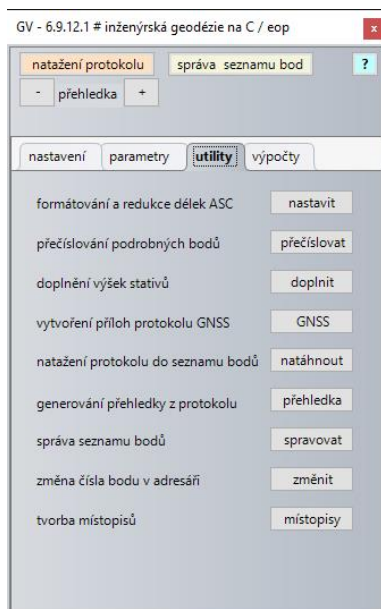 GV - 6.9.12.1 # inženýrská geodézie na C / eop x
natažení protokolu správa seznamu bod ?
- přehledka +
nastavení parametry utility výpočty
formátování a redukce délek ASC nastavit
přečíslování podrobných bodů přečíslovat
doplnění výšek stativů doplnit
vytvoření příloh protokolu GNSS GNSS
natažení protokolu do seznamu bodů natáhnout
generování přehledky z protokolu přehledka
správa seznamu bodů spravovat
změna čísla bodu v adresáři změnit
tvorba místopisů místopisy